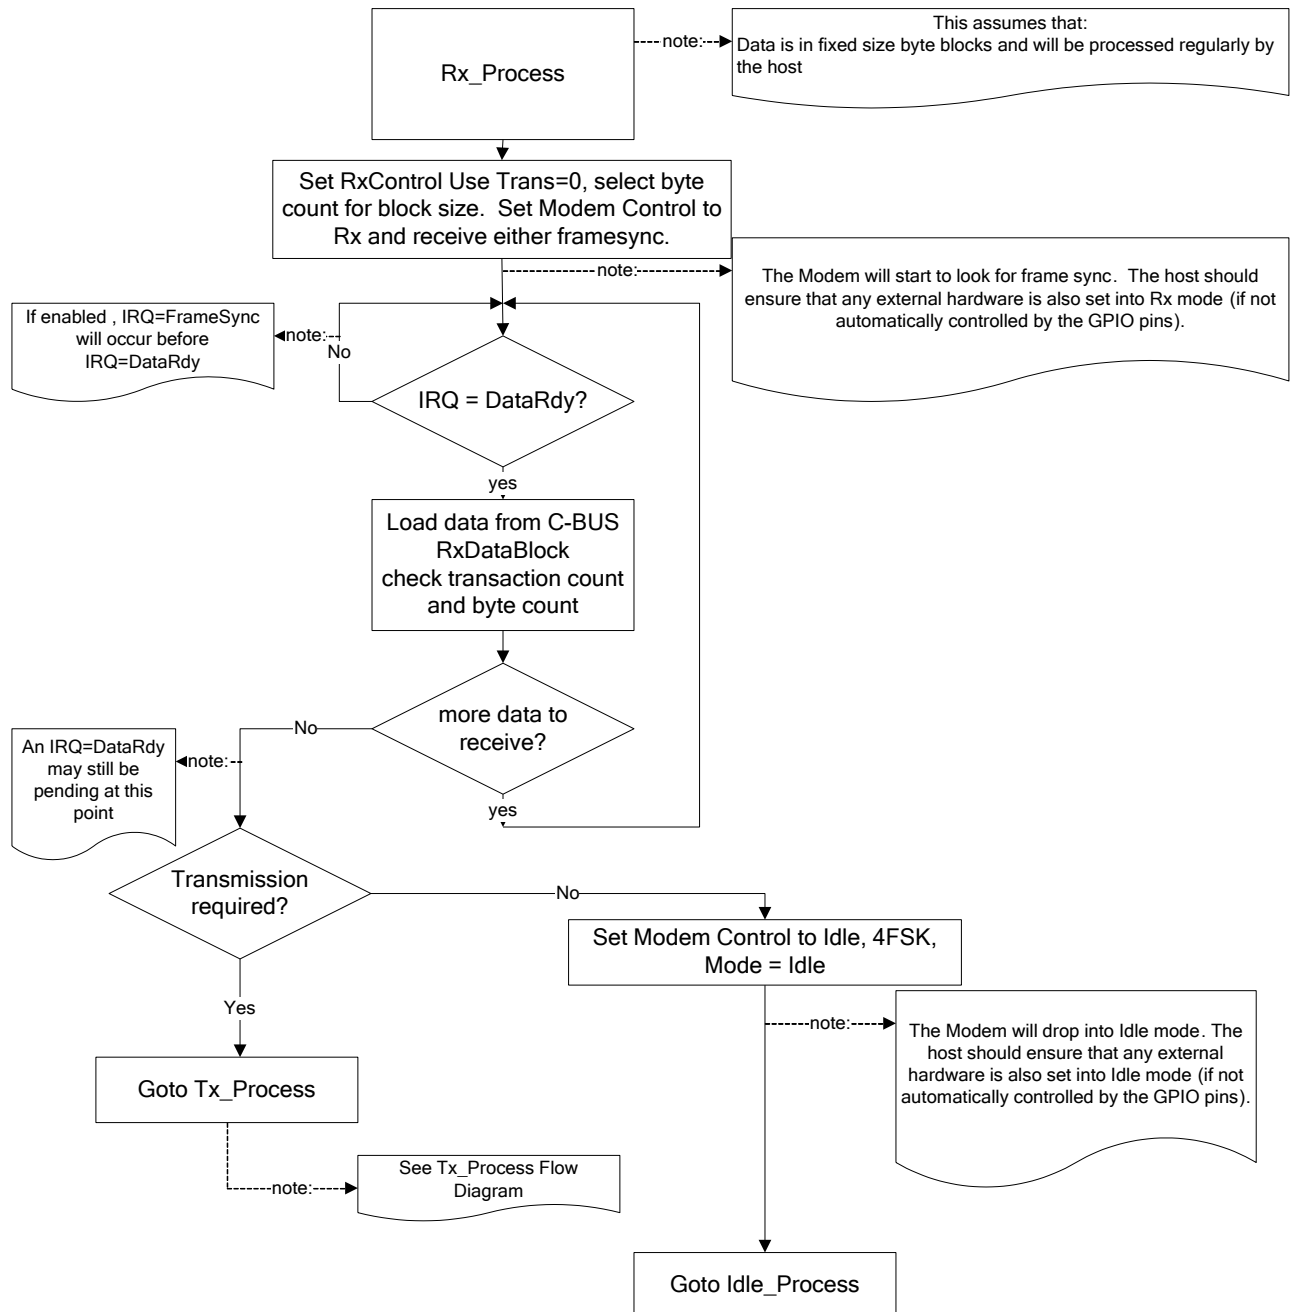 Rx_Process
note:
This assumes that:
Data is in fixed size byte blocks and will be processed regularly by
the host
Set RxControl Use Trans=0, select byte
count for block size.  Set Modem Control to
Rx and receive either framesync.
note:
The Modem will start to look for frame sync.  The host should
ensure that any external hardware is also set into Rx mode (if not
automatically controlled by the GPIO pins).
If enabled , IRQ=FrameSync
will occur before
IRQ=DataRdy
note:
No
IRQ = DataRdy?
yes
Load data from C-BUS
RxDataBlock
check transaction count
and byte count
more data to
receive?
No
yes
An IRQ=DataRdy
may still be
pending at this
point
note:
Transmission
required?
No
Yes
Set Modem Control to Idle, 4FSK,
Mode = Idle
note:
The Modem will drop into Idle mode. The
host should ensure that any external
hardware is also set into Idle mode (if not
automatically controlled by the GPIO pins).
Goto Tx_Process
note:
See Tx_Process Flow
Diagram
Goto Idle_Process